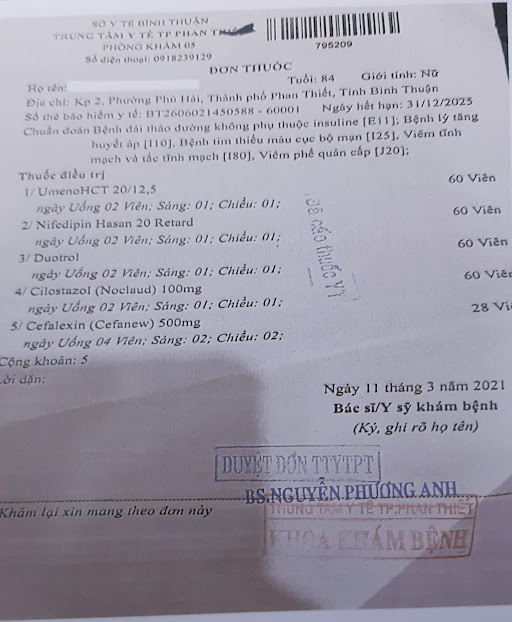 SỞ Y TẾ BÌNH THUẬN
TRUNG TÂM Y TẾ TP PHAN THIẾT
PHÒNG KHÁM 05
Số điện thoại: 0918239129
795209
ĐƠN THUỐC
Họ tên: Tuổi: 84 Giới tính: Nữ
Địa chỉ: Kp 2, Phường Phú Hài, Thành phố Phan Thiết, Tỉnh Bình Thuận
Số thẻ bảo hiểm y tế: BT2606021450588 - 60001 Ngày hết hạn: 31/12/2025
Chuẩn đoán Bệnh đái tháo đường không phụ thuộc insuline [E11]; Bệnh lý tăng
huyết áp [I10], Bệnh tim thiếu máu cục bộ mạn [I25], Viêm tĩnh
mạch và tắc tĩnh mạch [I80], Viêm phế quản cấp [J20];
Thuốc điều trị
1/ UmenoHCT 20/12,5 60 Viên
ngày Uống 02 Viên; Sáng: 01; Chiều: 01;
2/ Nifedipin Hasan 20 Retard 60 Viên
ngày Uống 02 Viên; Sáng: 01; Chiều: 01;
3/ Duotrol 60 Viên
ngày Uống 02 Viên; Sáng: 01; Chiều: 01;
4/ Cilostazol (Noclaud) 100mg 60 Viên
ngày Uống 02 Viên; Sáng: 01; Chiều: 01;
5/ Cefalexin (Cefanew) 500mg 28 Vi
ngày Uống 04 Viên; Sáng: 02; Chiều: 02;
Cộng khoản: 5
Lời dặn:
Ngày 11 tháng 3 năm 2021
Bác sĩ/Y sỹ khám bệnh
(Ký, ghi rõ họ tên)
DUYỆT ĐƠN TTYTPT
BS.NGUYỄN PHƯƠNG ANH
TRUNG TÂM Y TẾ TP.PHAN THIẾT
KHOA KHÁM BỆNH
Khám lại xin mang theo đơn này